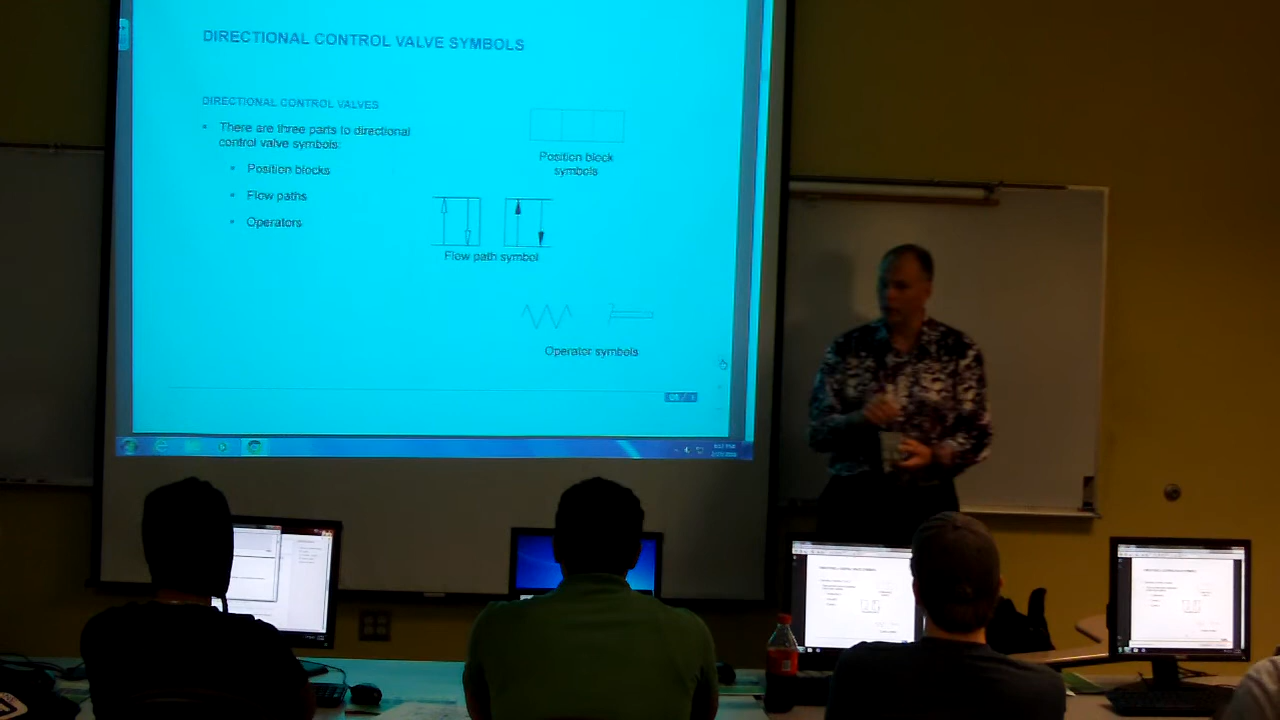 DIRECTIONAL CONTROL VALVE SYMBOLS
DIRECTIONAL CONTROL VALVES
• There are three parts to directional
control valve symbols:
• Position blocks
• Flow paths
• Operators
Position block
symbols
Flow path symbol
Operator symbols